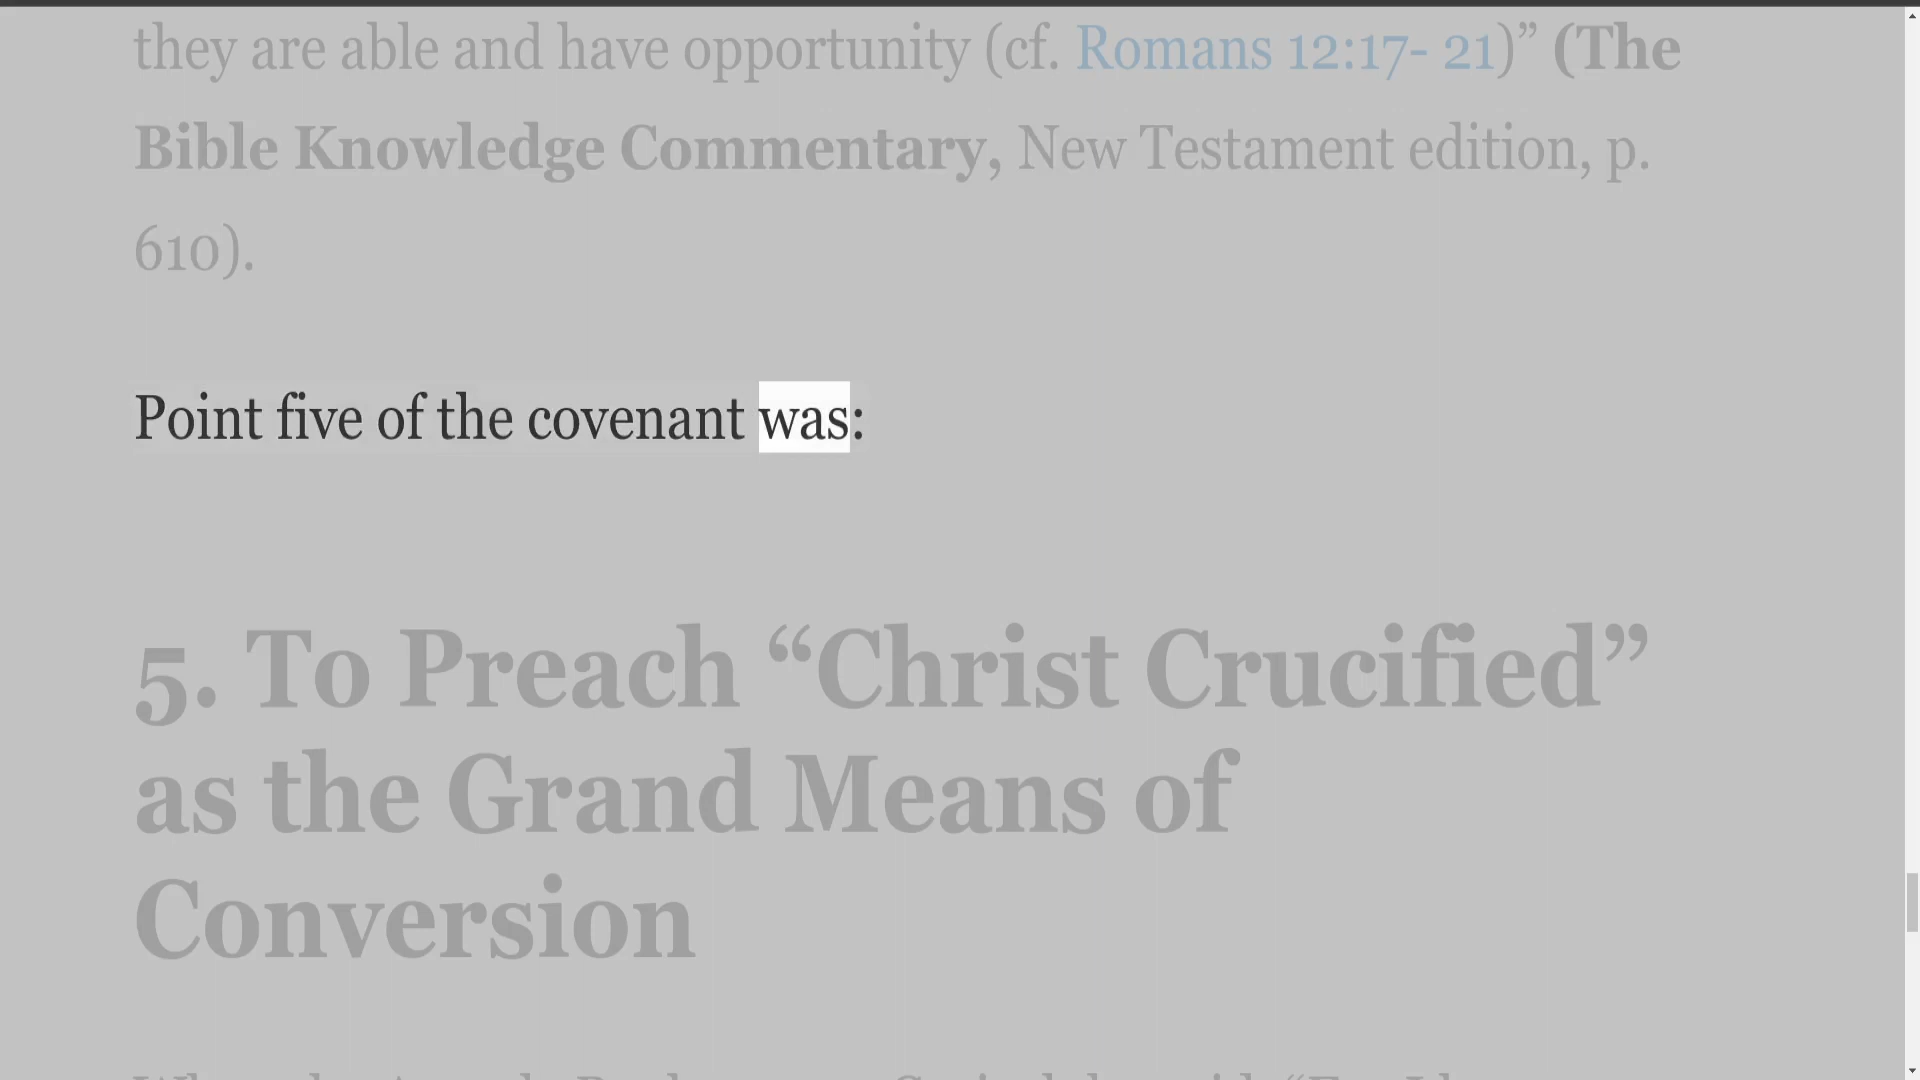 they are able and have opportunity (cf. Romans 12:17- 21)” (The
Bible Knowledge Commentary, New Testament edition, p.
610).
Point five of the covenant was:
5. To Preach “Christ Crucified”
as the Grand Means of
Conversion